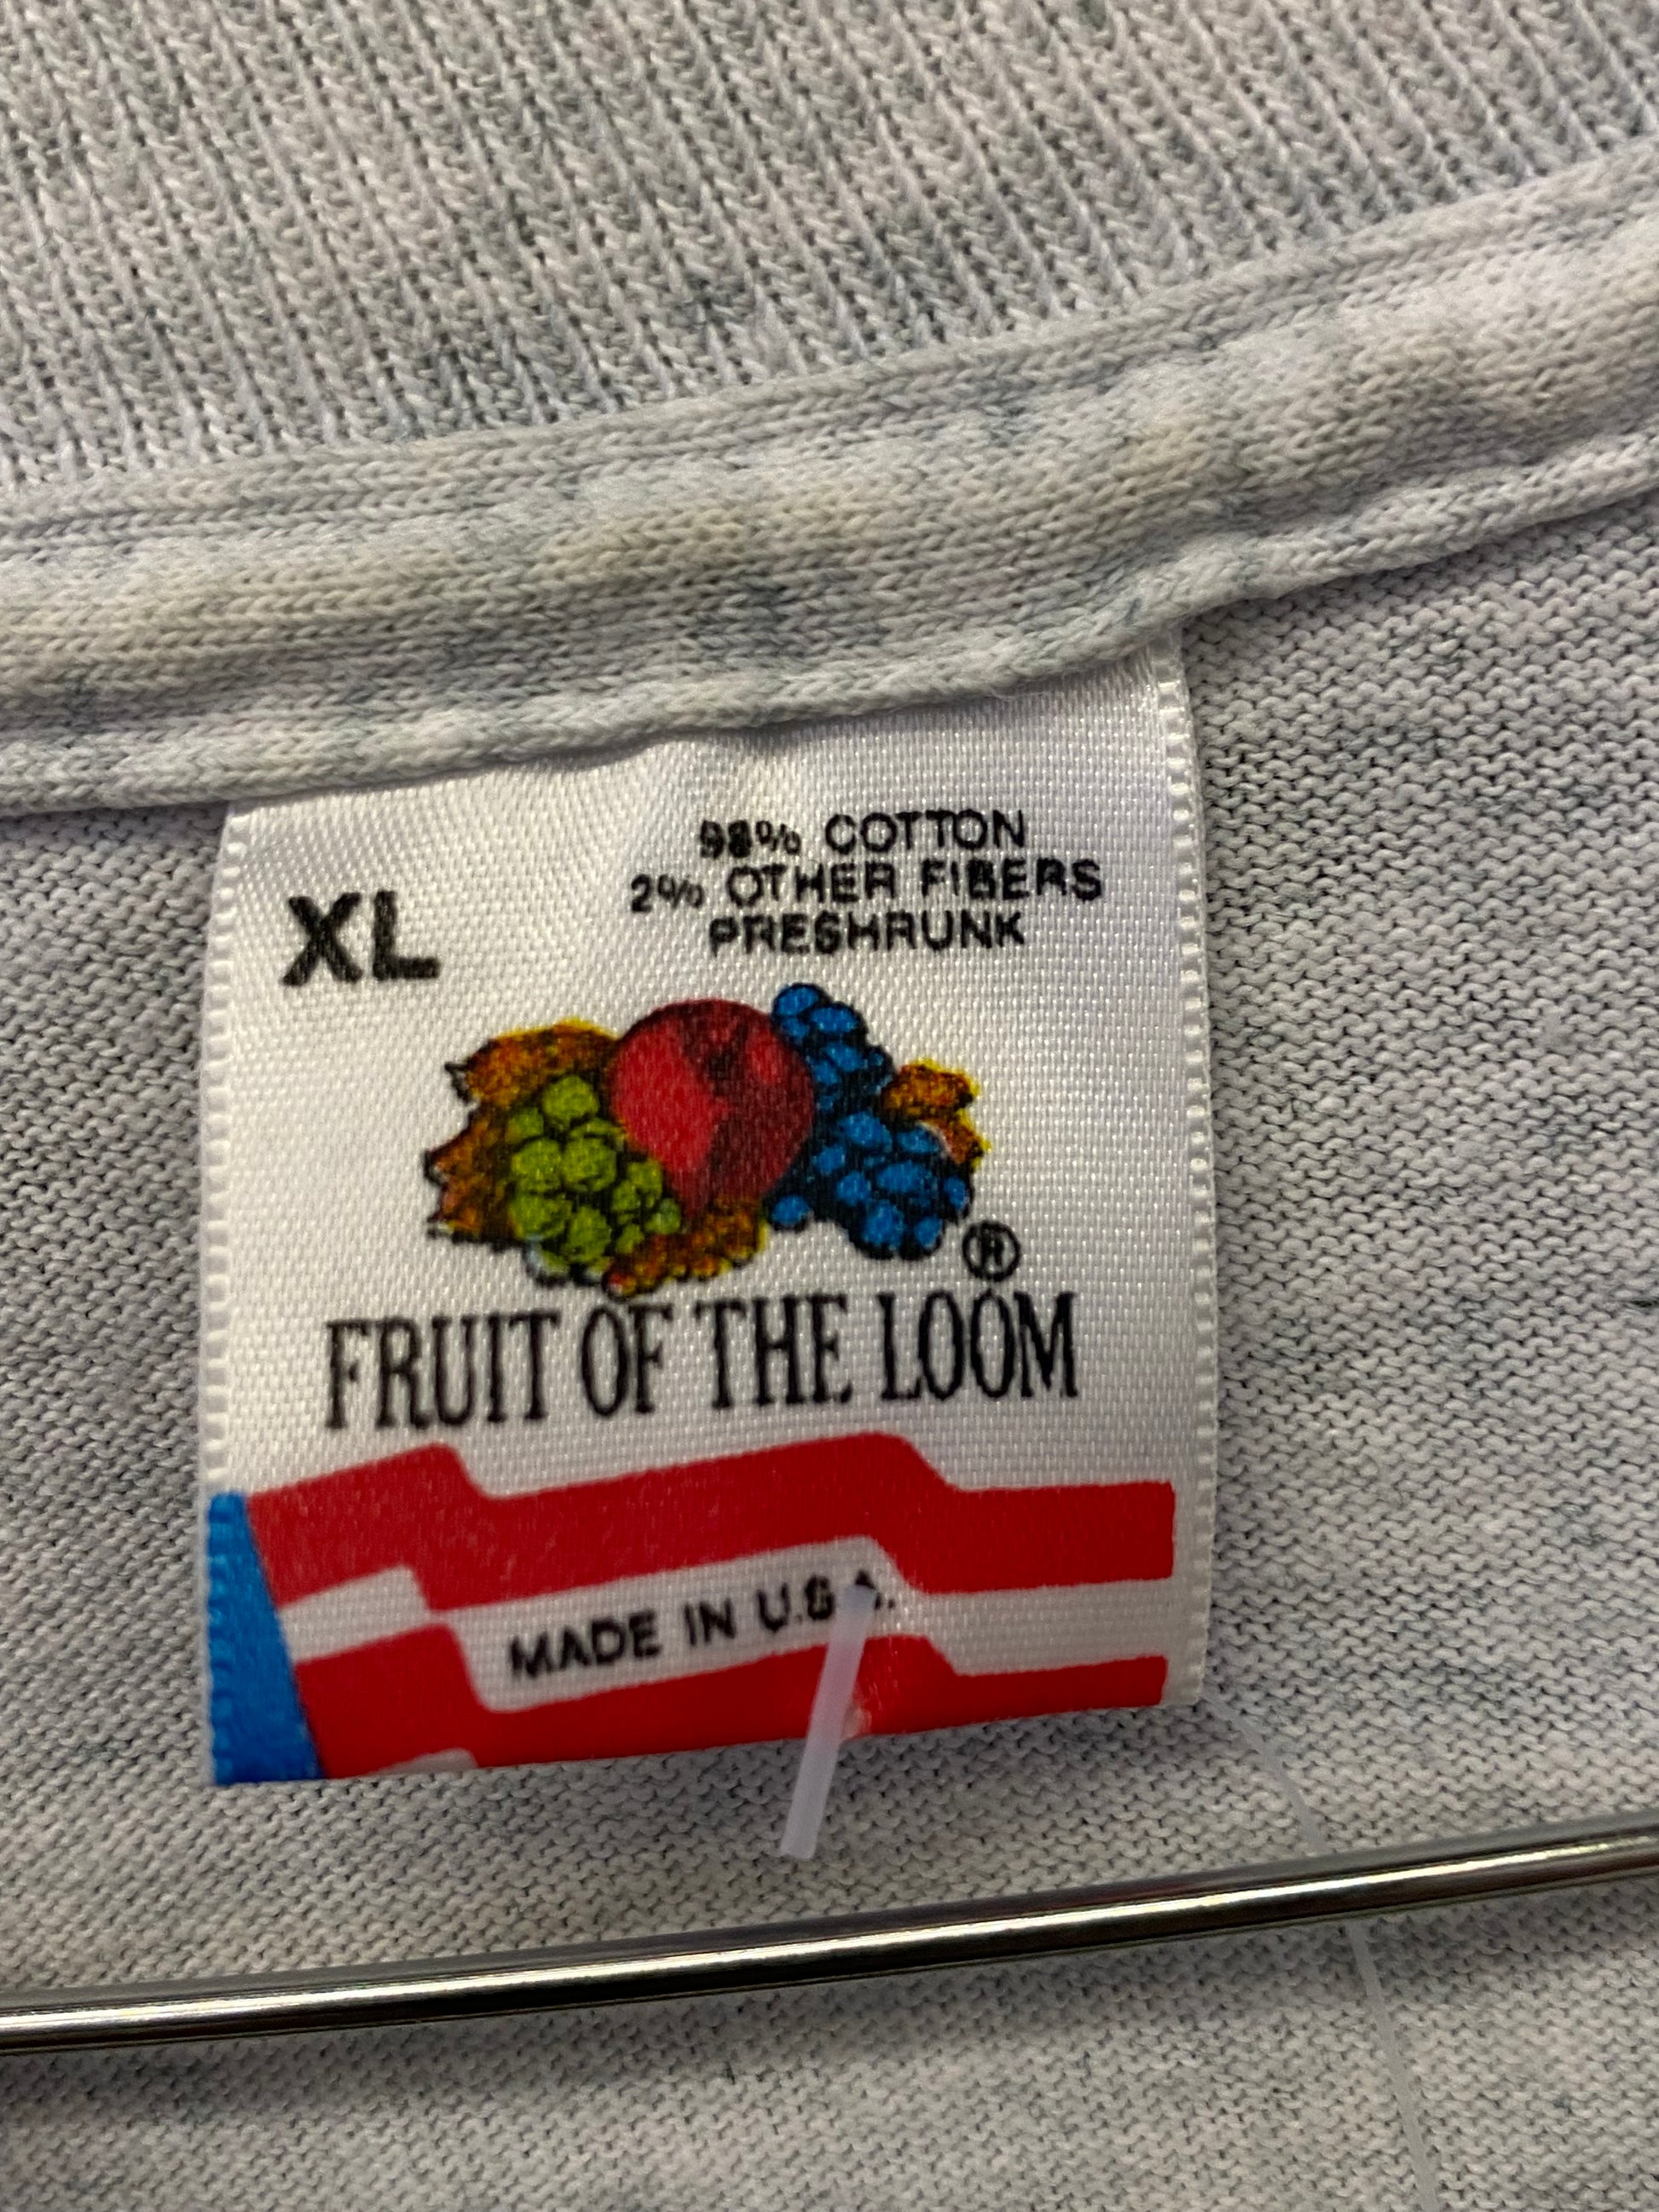 XL
98% COTTON
2% OTHER FIBERS
PRESHRUNK
®
FRUIT OF THE LOOM
MADE IN U.S.A.